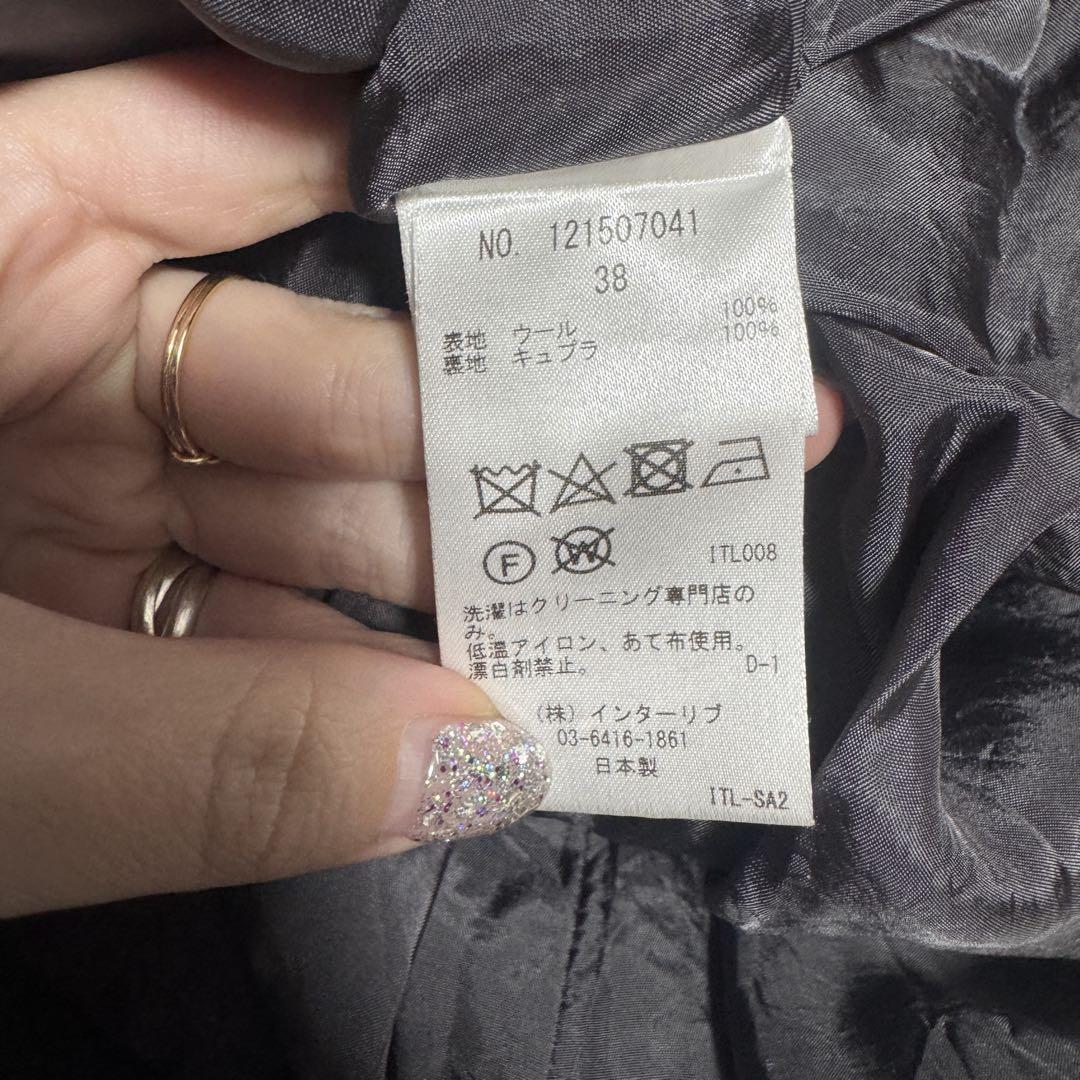 NO. 121507041
38
表地 ウール 100%
裏地 キュプラ 100%
F W
ITL008
洗濯はクリーニング専門店の
み。
低温アイロン、あて布使用。
漂白剤禁止。 D-1
(株)インターリブ
03-6416-1861
日本製
ITL-SA2